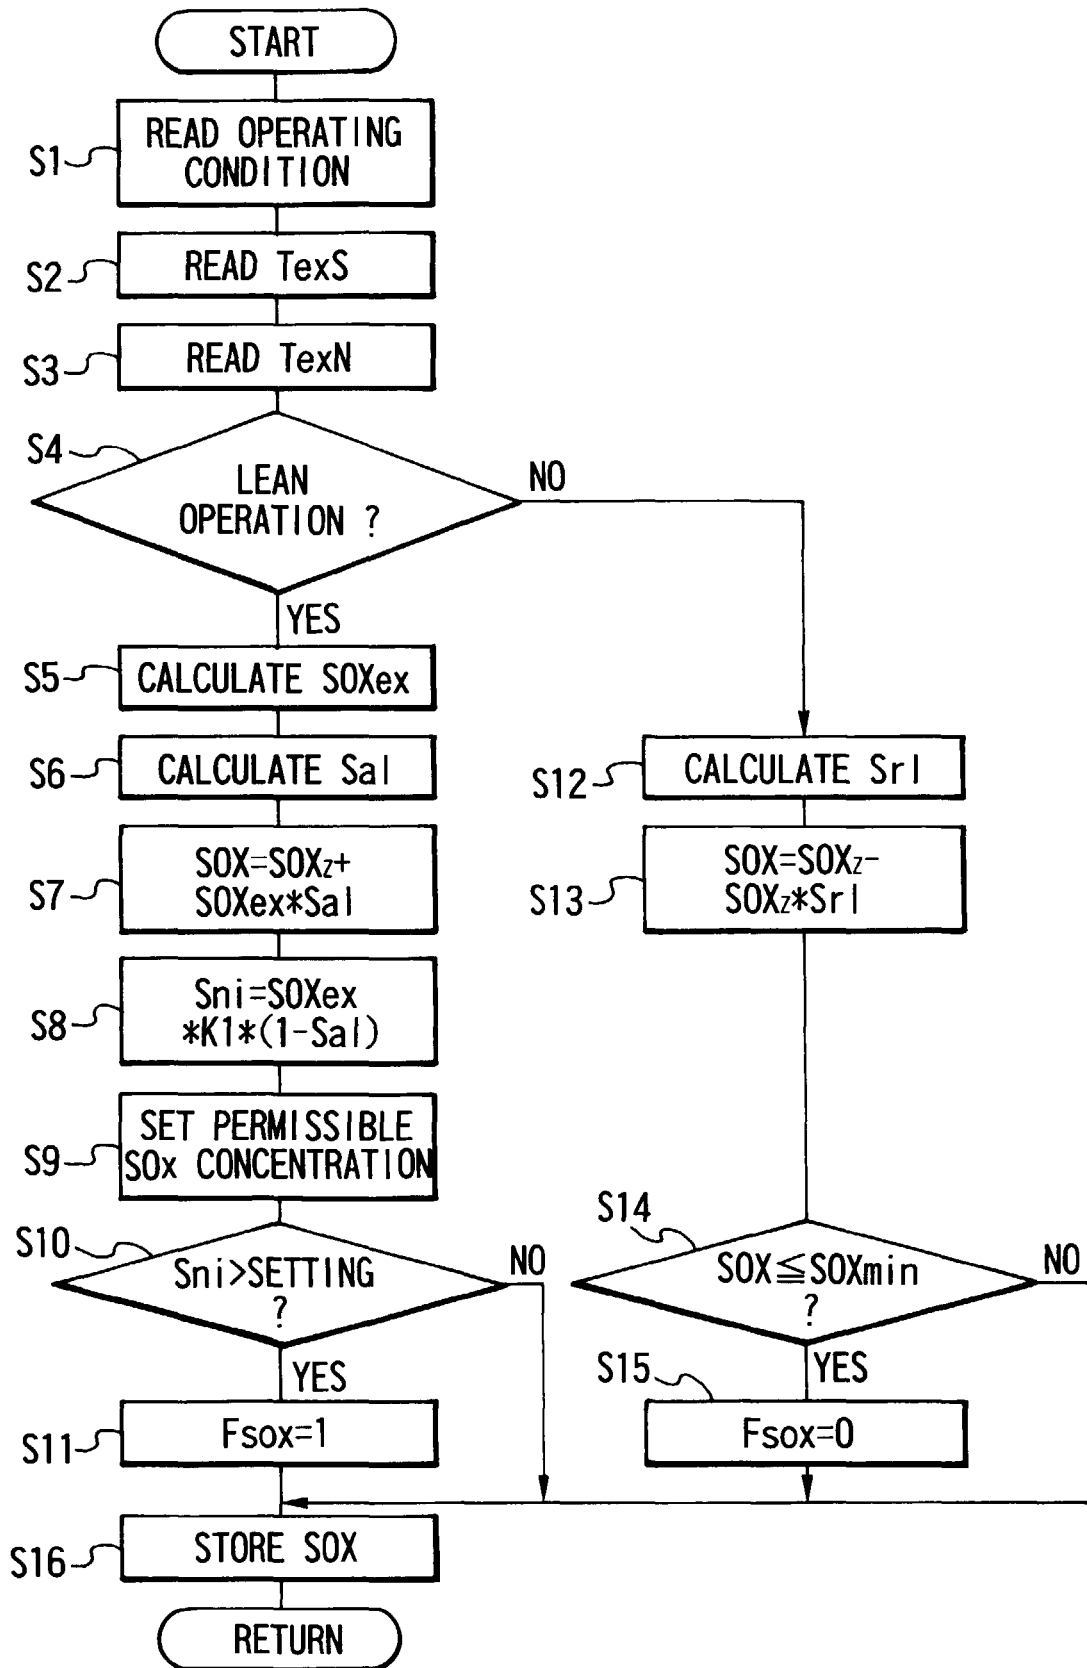 START
S1
READ OPERATING
CONDITION
S2
READ TexS
S3
READ TexN
S4
LEAN
OPERATION ?
NO
YES
S5
CALCULATE SOXex
S6
CALCULATE Sal
S7
SOX=SOXz+
SOXex*Sal
S8
Sni=SOXex
*K1*(1-Sal)
S9
SET PERMISSIBLE
SOx CONCENTRATION
S10
Sni>SETTING
?
NO
YES
S11
Fsox=1
S12
CALCULATE Srl
S13
SOX=SOXz-
SOXz*Srl
S14
SOX≦SOXmin
?
NO
YES
S15
Fsox=0
S16
STORE SOX
RETURN